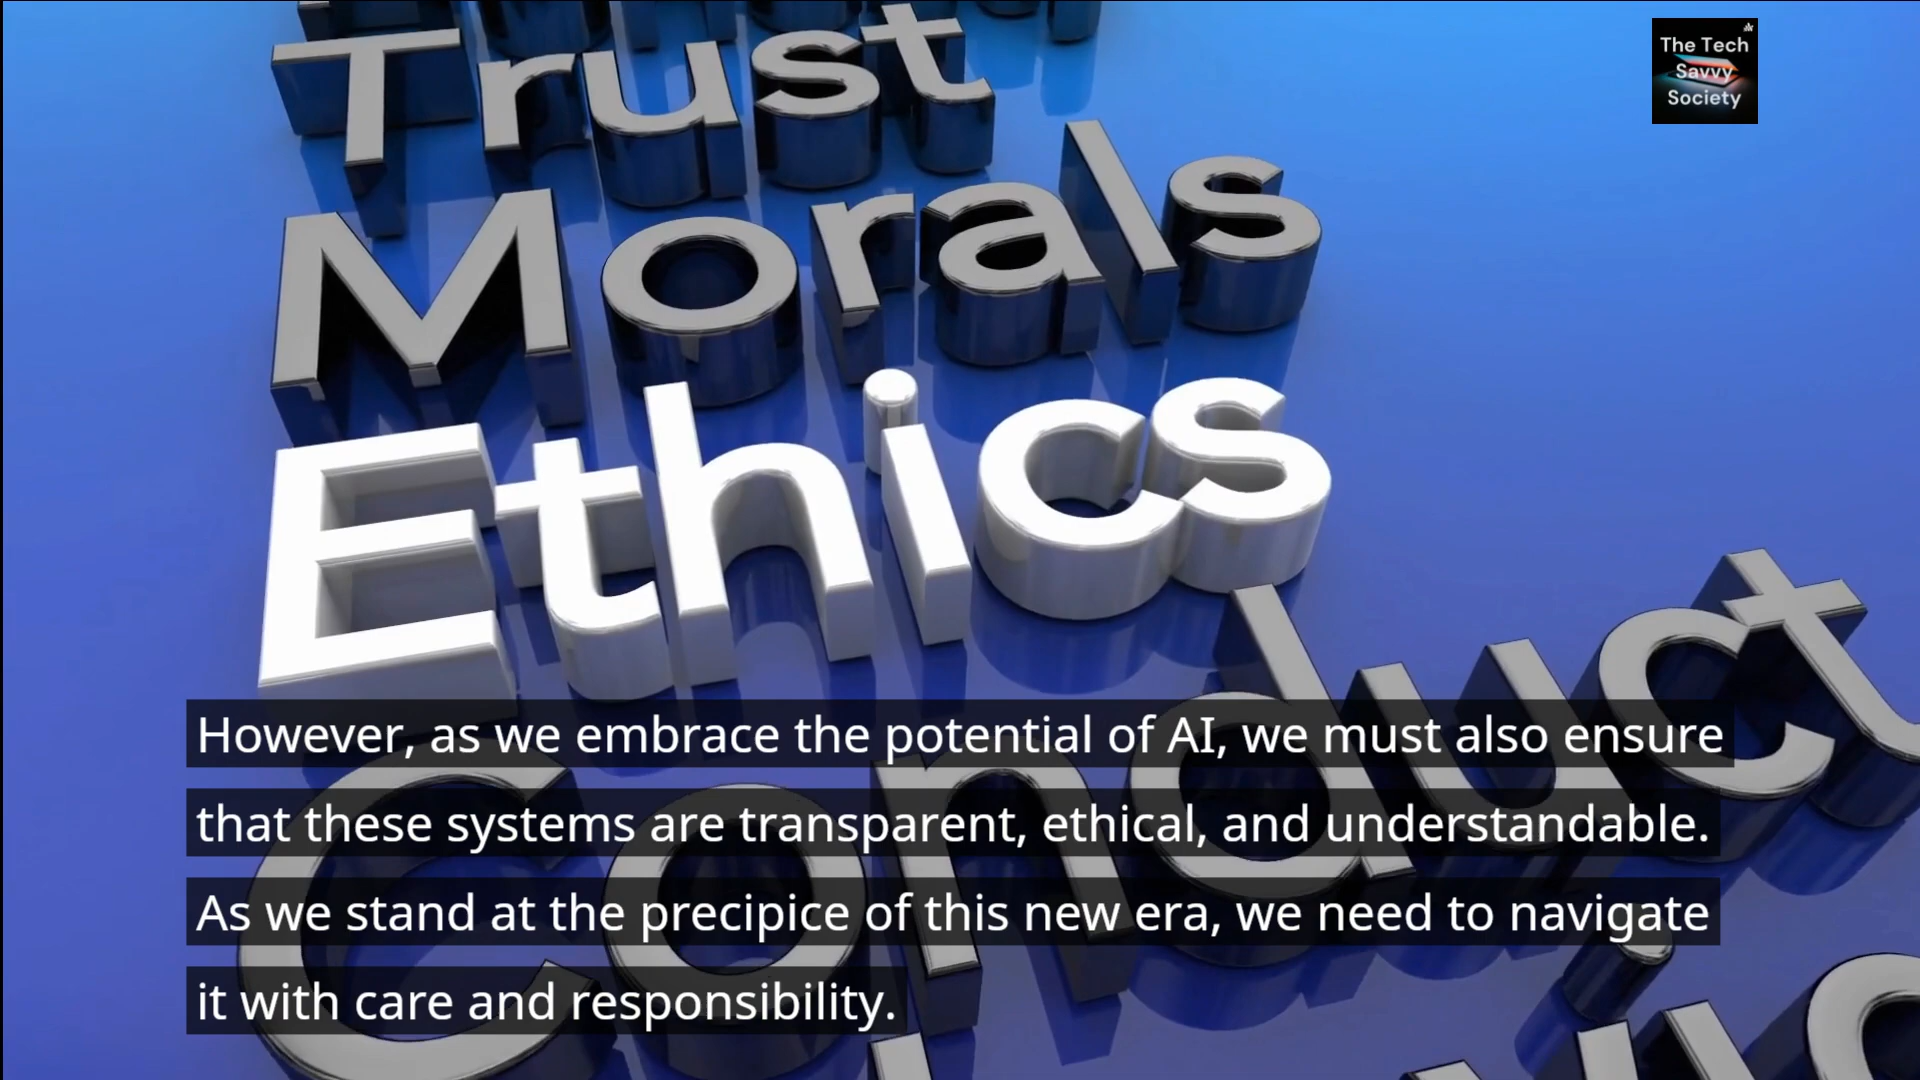 The Tech
Savvy
Society
Trust
Morals
Ethics
Conduct
However, as we embrace the potential of AI, we must also ensure
that these systems are transparent, ethical, and understandable.
As we stand at the precipice of this new era, we need to navigate
it with care and responsibility.